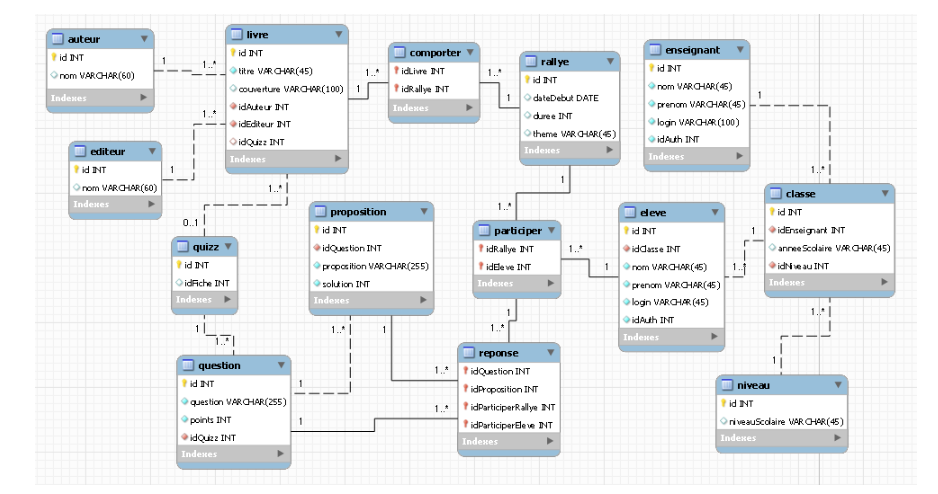 auteur
id INT
nom VARCHAR(60)
Indexes
1
1..*
livre
id INT
titre VARCHAR(45)
couverture VARCHAR(100)
idAuteur INT
idEditeur INT
idQuizz INT
Indexes
1
1..*
comporter
idLivre INT
idRallye INT
Indexes
1..*
1
rallye
id INT
dateDebut DATE
duree INT
theme VARCHAR(45)
Indexes
enseignant
id INT
nom VARCHAR(45)
prenom VARCHAR(45)
login VARCHAR(100)
idAuth INT
Indexes
1
1..*
editeur
id INT
nom VARCHAR(60)
Indexes
1
1..*
1..*
0..1
quizz
id INT
idFiche INT
Indexes
1
1..*
proposition
id INT
idQuestion INT
proposition VARCHAR(255)
solution INT
Indexes
1..*
1
1
1..*
participer
idRallye INT
idEleve INT
Indexes
1..*
1
1
1..*
eleve
id INT
idClasse INT
nom VARCHAR(45)
prenom VARCHAR(45)
login VARCHAR(45)
idAuth INT
Indexes
1..*
1
classe
id INT
idEnseignant INT
anneeScolaire VARCHAR(45)
idNiveau INT
Indexes
1..*
1
question
id INT
question VARCHAR(255)
points INT
idQuizz INT
Indexes
1
1
1..*
1..*
reponse
idQuestion INT
idProposition INT
idParticiperRallye INT
idParticiperEleve INT
Indexes
niveau
id INT
niveauScolaire VARCHAR(45)
Indexes